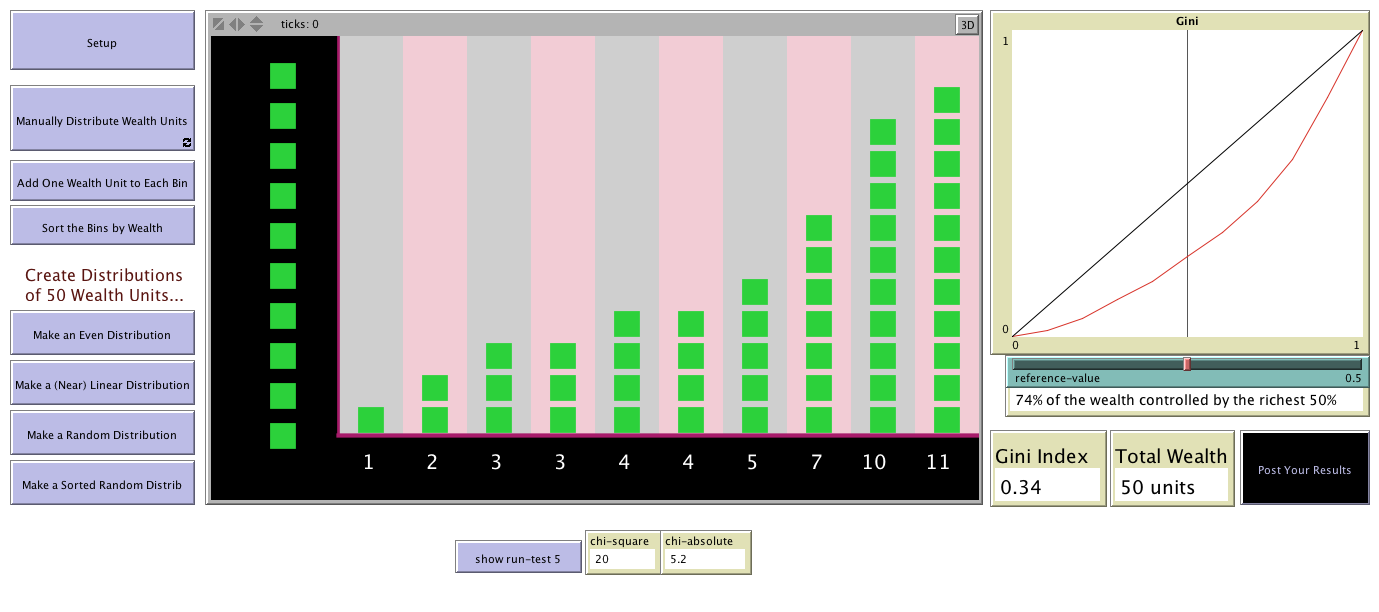 Setup
Manually Distribute Wealth Units
Add One Wealth Unit to Each Bin
Sort the Bins by Wealth
Create Distributions
of 50 Wealth Units...
Make an Even Distribution
Make a (Near) Linear Distribution
Make a Random Distribution
Make a Sorted Random Distrib
ticks: 0
3D
1 2 3 3 4 4 5 7 10 11
Gini
1
0
0 1
reference-value 0.5
74% of the wealth controlled by the richest 50%
Gini Index
0.34
Total Wealth
50 units
Post Your Results
show run-test 5
chi-square
20
chi-absolute
5.2